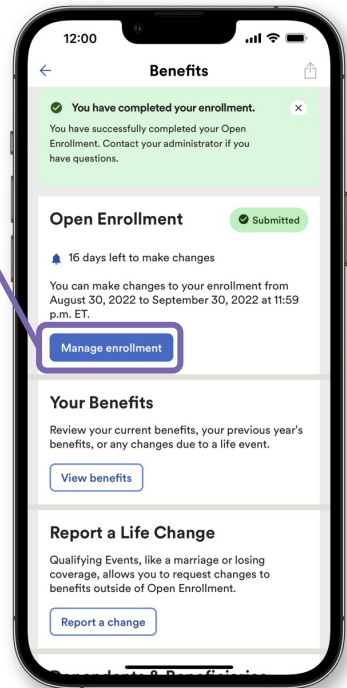 12:00
Benefits
You have completed your enrollment.
You have successfully completed your Open
Enrollment. Contact your administrator if you
have questions.
Open Enrollment
Submitted
16 days left to make changes
You can make changes to your enrollment from
August 30, 2022 to September 30, 2022 at 11:59
p.m. ET.
Manage enrollment
Your Benefits
Review your current benefits, your previous year's
benefits, or any changes due to a life event.
View benefits
Report a Life Change
Qualifying Events, like a marriage or losing
coverage, allows you to request changes to
benefits outside of Open Enrollment.
Report a change
Dependents & Beneficiaries